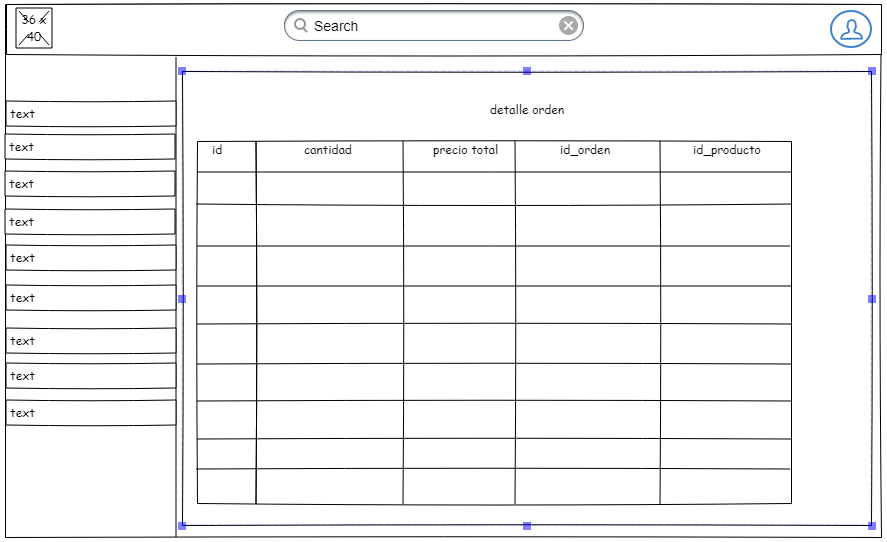 36 x
40
Search
text
text
text
text
text
text
text
text
text
detalle orden
id cantidad precio total id_orden id_producto